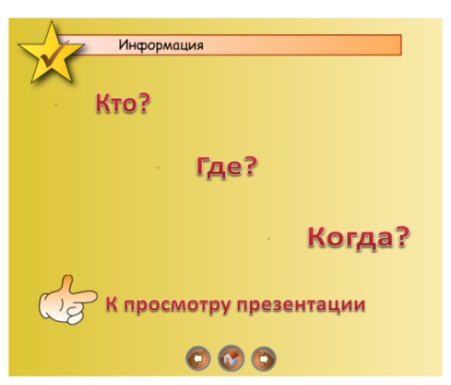 Информация
Кто?
Где?
Когда?
К просмотру презентации